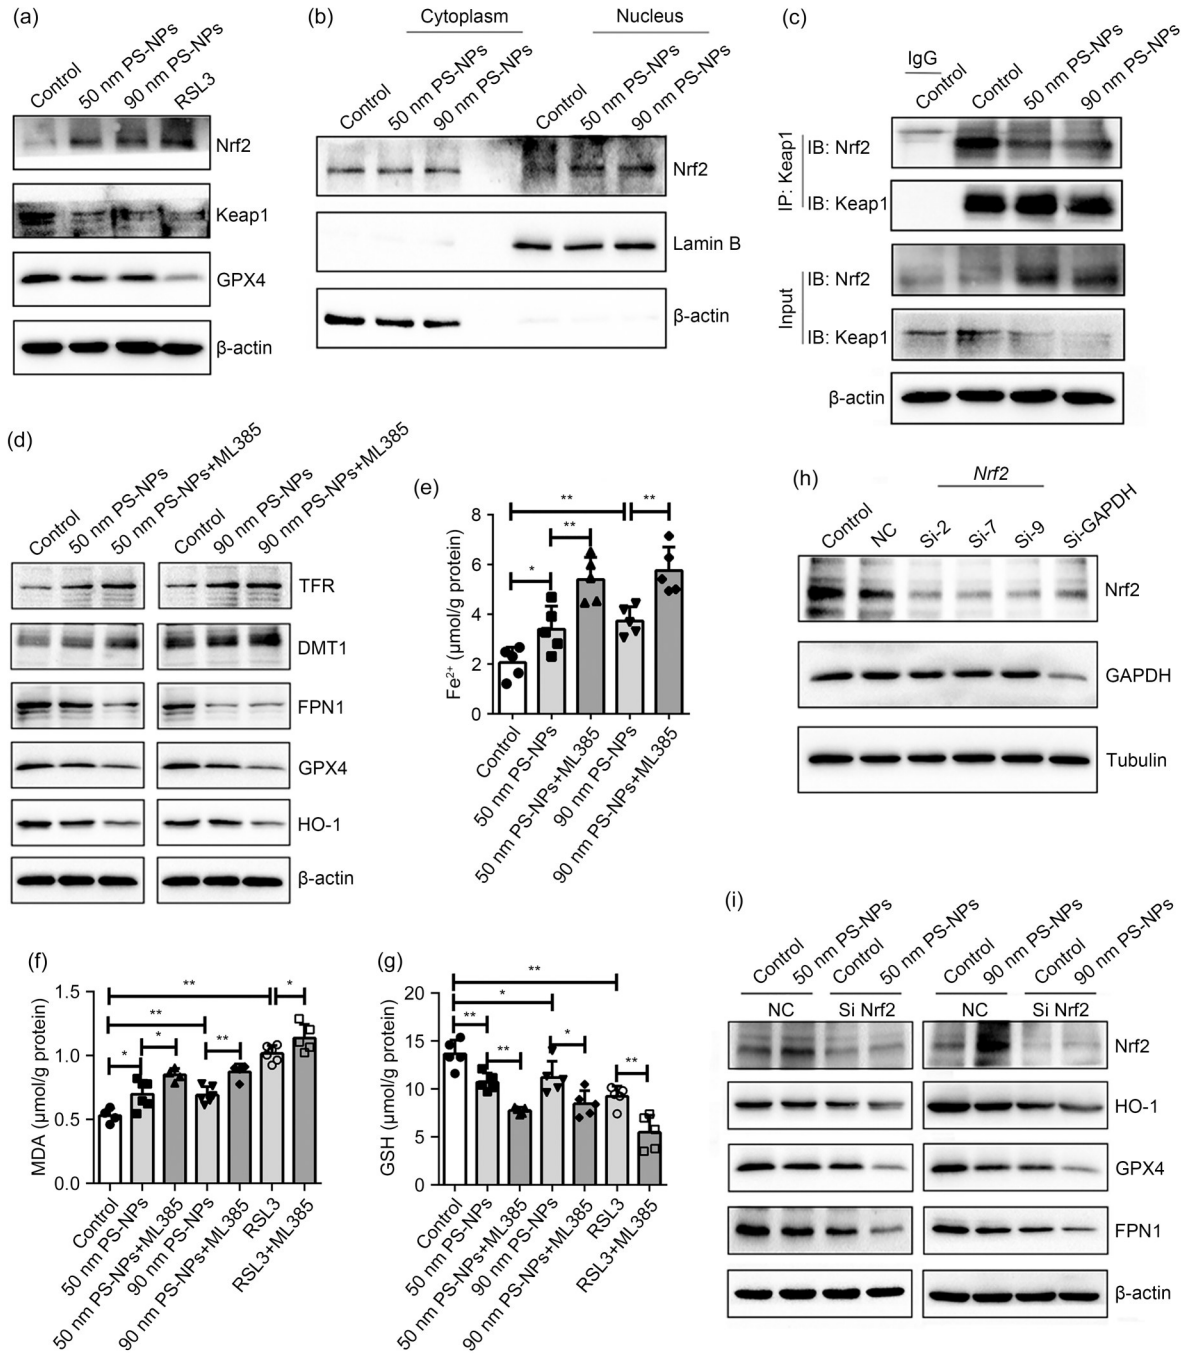 (a)
Control
50 nm PS-NPs
90 nm PS-NPs
RSL3
Nrf2
Keap1
GPX4
β-actin
(b)
Cytoplasm
Nucleus
Control
50 nm PS-NPs
90 nm PS-NPs
Control
50 nm PS-NPs
90 nm PS-NPs
Nrf2
Lamin B
β-actin
(c)
IgG
Control
Control
50 nm PS-NPs
90 nm PS-NPs
IP: Keap1
IB: Nrf2
IB: Keap1
Input
IB: Nrf2
IB: Keap1
β-actin
(d)
Control
50 nm PS-NPs
50 nm PS-NPs+ML385
Control
90 nm PS-NPs
90 nm PS-NPs+ML385
TFR
DMT1
FPN1
GPX4
HO-1
β-actin
(e)
Fe²⁺ (μmol/g protein)
8
6
4
2
0
**
**
**
*
Control
50 nm PS-NPs
50 nm PS-NPs+ML385
90 nm PS-NPs
90 nm PS-NPs+ML385
(h)
Nrf2
Control
NC
Si-2
Si-7
Si-9
Si-GAPDH
Nrf2
GAPDH
Tubulin
(f)
MDA (μmol/g protein)
1.5
1.0
0.5
0.0
**
*
**
*
**
*
Control
50 nm PS-NPs
50 nm PS-NPs+ML385
90 nm PS-NPs
90 nm PS-NPs+ML385
RSL3
RSL3+ML385
(g)
GSH (μmol/g protein)
20
15
10
5
0
**
*
**
*
**
**
Control
50 nm PS-NPs
50 nm PS-NPs+ML385
90 nm PS-NPs
90 nm PS-NPs+ML385
RSL3
RSL3+ML385
(i)
Control
50 nm PS-NPs
Control
50 nm PS-NPs
Control
90 nm PS-NPs
Control
90 nm PS-NPs
NC
Si Nrf2
NC
Si Nrf2
Nrf2
HO-1
GPX4
FPN1
β-actin